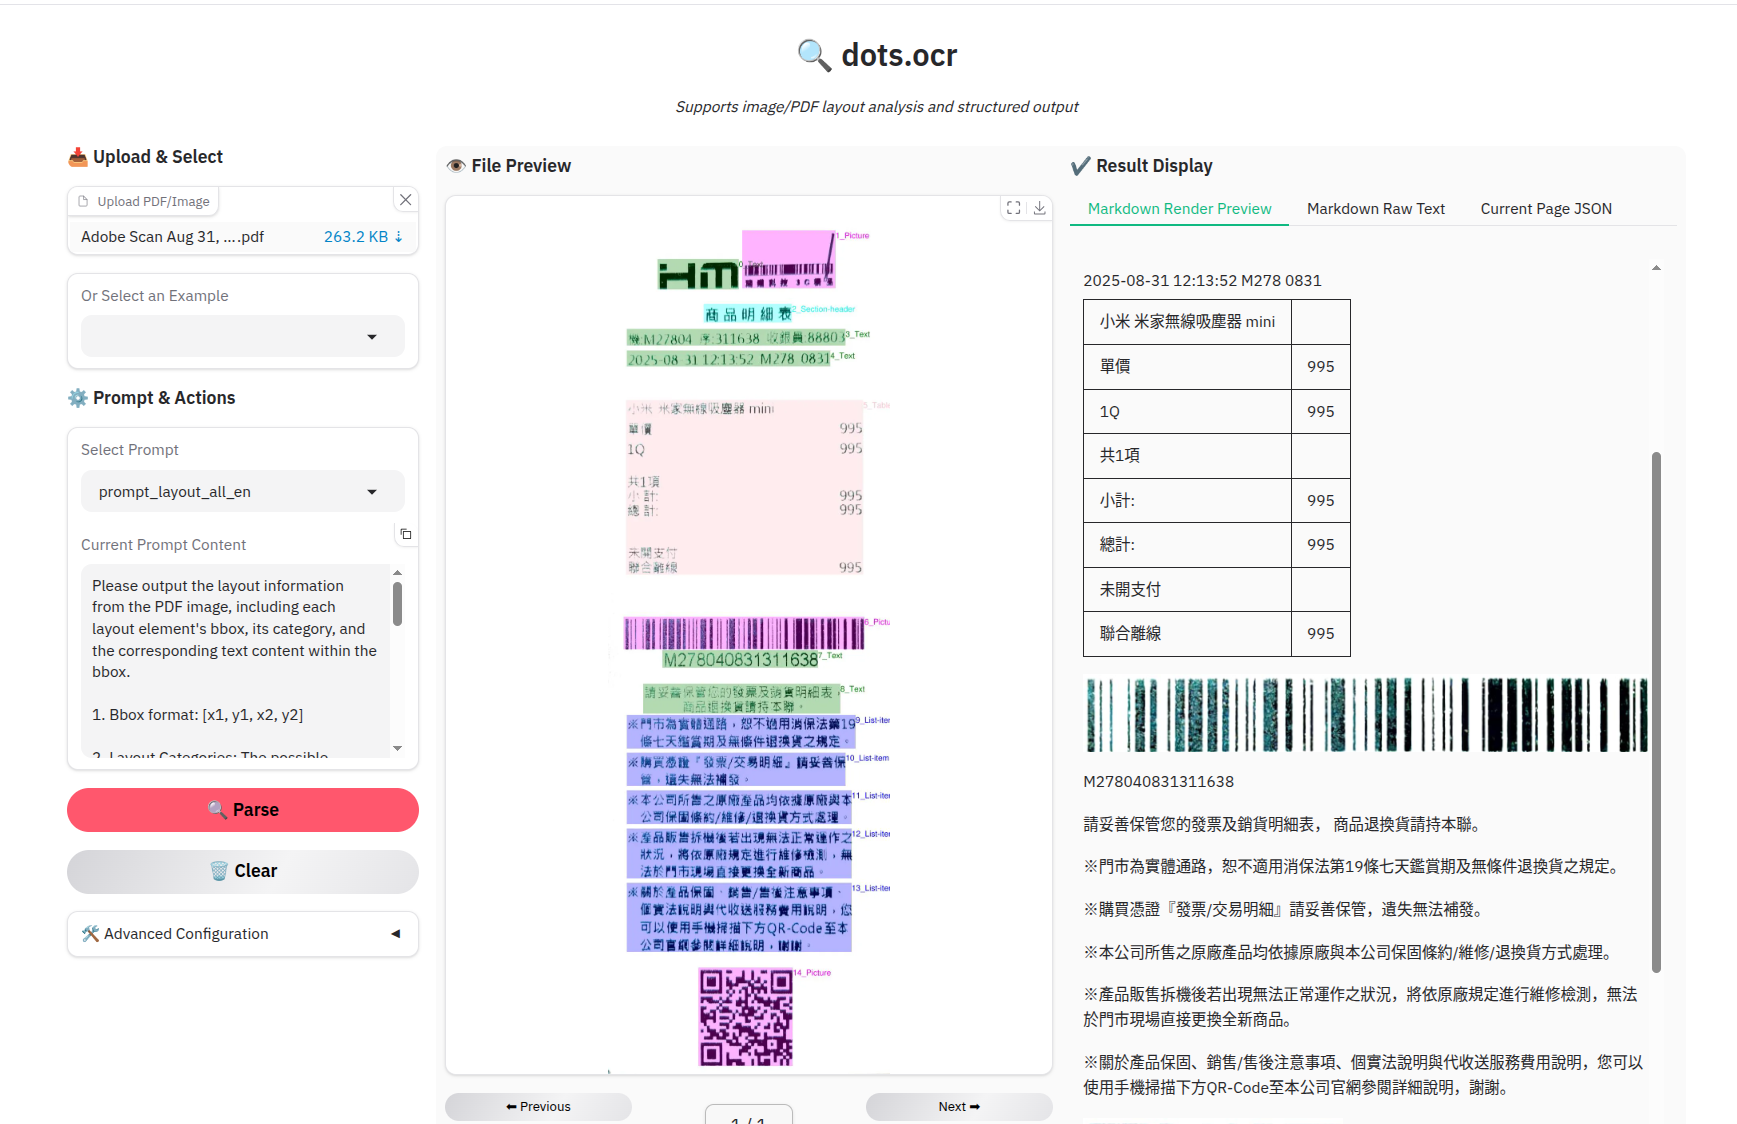 dots.ocr
Supports image/PDF layout analysis and structured output
Upload & Select
Upload PDF/Image
Adobe Scan Aug 31, ....pdf
263.2 KB ↓
Or Select an Example
Prompt & Actions
Select Prompt
prompt_layout_all_en
Current Prompt Content
Please output the layout information
from the PDF image, including each
layout element's bbox, its category, and
the corresponding text content within the
bbox.
1. Bbox format: [x1, y1, x2, y2]
2. Layout Categories: The possible
Parse
Clear
Advanced Configuration
File Preview
1_Picture
HM
0_Text
商品明細表
2_Section-header
機:M27804 序:311638 收銀員:88803
3_Text
2025-08-31 12:13:52 M278 0831
4_Text
小米 米家無線吸塵器 mini
5_Table
單價 995
1Q 995
共1項
小 計: 995
總 計: 995
未開支付
聯合離線 995
6_Pictu
M278040831311638
7_Text
請妥善保管您的發票及銷貨明細表,
8_Text
商品退換貨請持本聯。
※門市為實體通路,恕不適用消保法第19
9_List-iter
條七天鑑賞期及無條件退換貨之規定。
※購買憑證『發票/交易明細』請妥善保
10_List-item
管,遺失無法補發。
※本公司所售之原廠產品均依據原廠與本
11_List-iter
公司保固條約/維修/退換貨方式處理。
※產品販售拆機後若出現無法正常運作之
12_List-iter
狀況,將依原廠規定進行維修檢測,無
法於門市現場直接更換全新商品。
※關於產品保固、銷售/售後注意事項、
13_List-iter
個資法說明與代收送服務費用說明,您
可以使用手機掃描下方QR-Code至本
公司官網參閱詳細說明,謝謝。
14_Picture
Previous
1 / 1
Next
Result Display
Markdown Render Preview
Markdown Raw Text
Current Page JSON
2025-08-31 12:13:52 M278 0831
小米 米家無線吸塵器 mini
單價 995
1Q 995
共1項
小計: 995
總計: 995
未開支付
聯合離線 995
M278040831311638
請妥善保管您的發票及銷貨明細表, 商品退換貨請持本聯。
※門市為實體通路,恕不適用消保法第19條七天鑑賞期及無條件退換貨之規定。
※購買憑證『發票/交易明細』請妥善保管,遺失無法補發。
※本公司所售之原廠產品均依據原廠與本公司保固條約/維修/退換貨方式處理。
※產品販售拆機後若出現無法正常運作之狀況,將依原廠規定進行維修檢測,無法
於門市現場直接更換全新商品。
※關於產品保固、銷售/售後注意事項、個實法說明與代收送服務費用說明,您可以
使用手機掃描下方QR-Code至本公司官網參閱詳細說明,謝謝。